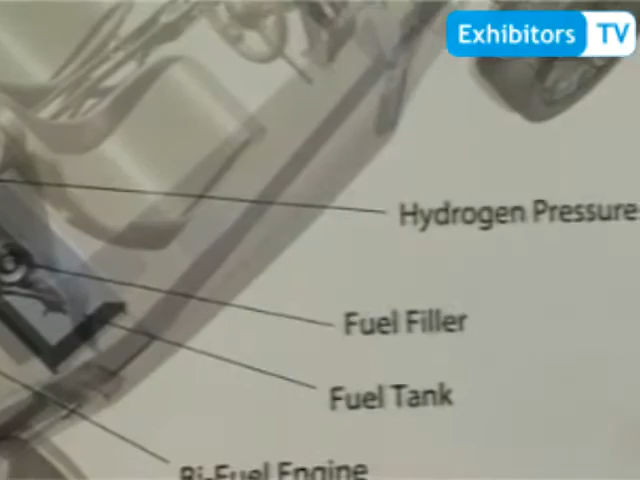 Exhibitors TV
Hydrogen Pressure
Fuel Filler
Fuel Tank
Bi-Fuel Engine